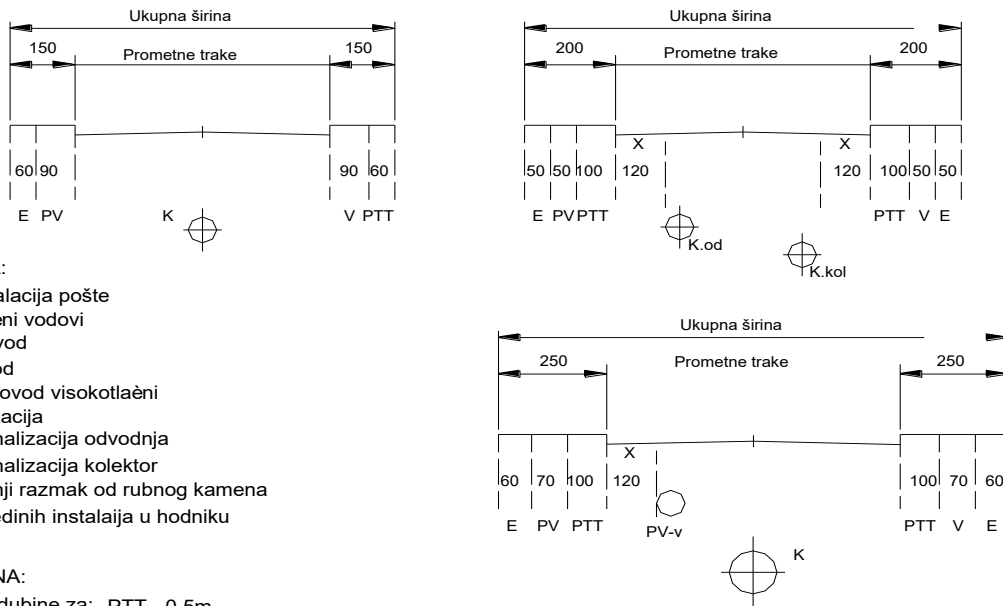 Ukupna širina
150
150
Prometne trake
60 90
90 60
E PV
K
V PTT
Ukupna širina
200
200
Prometne trake
X
X
50 50 100 120
120 100 50 50
E PV PTT
PTT V E
K.od
K.kol
:
alacija pošte
eni vodovi
vod
od
ovod visokotlaèni
acija
nalizacija odvodnja
nalizacija kolektor
nji razmak od rubnog kamena
edinih instalaija u hodniku
NA:
dubine za: PTT - 0,5m
Ukupna širina
250
250
Prometne trake
X
60 70 100 120
100 70 60
E PV PTT
PV-v
PTT V E
K